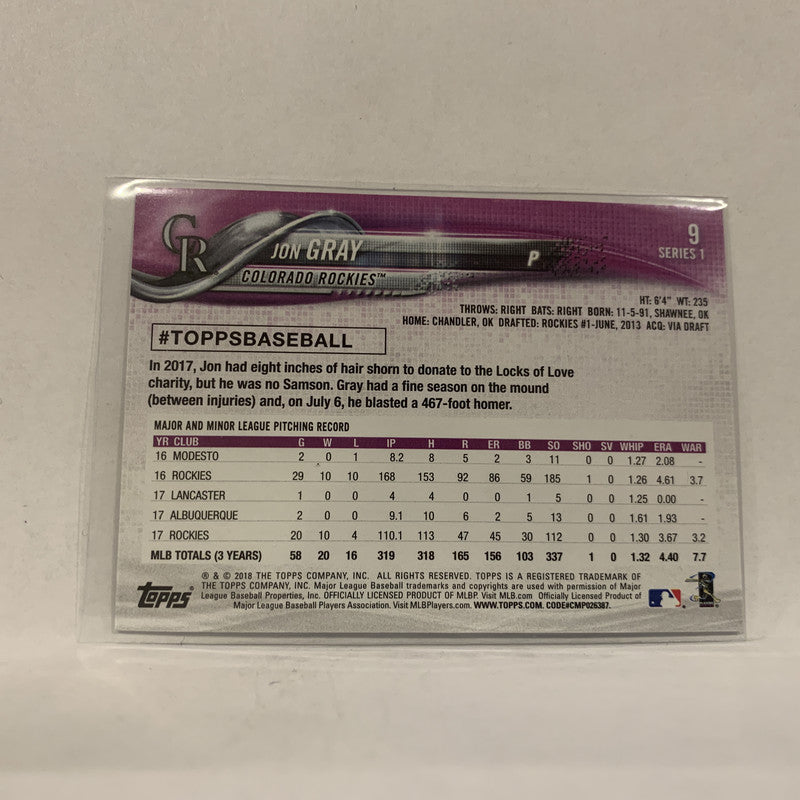 CR
JON GRAY
P
COLORADO ROCKIES™
9
SERIES 1
HT: 6'4" WT: 235
THROWS: RIGHT BATS: RIGHT BORN: 11-5-91, SHAWNEE, OK
HOME: CHANDLER, OK DRAFTED: ROCKIES #1-JUNE, 2013 ACQ: VIA DRAFT
#TOPPSBASEBALL
In 2017, Jon had eight inches of hair shorn to donate to the Locks of Love
charity, but he was no Samson. Gray had a fine season on the mound
(between injuries) and, on July 6, he blasted a 467-foot homer.
MAJOR AND MINOR LEAGUE PITCHING RECORD
YR CLUB G W L IP H R ER BB SO SHO SV WHIP ERA WAR
16 MODESTO 2 0 1 8.2 8 5 2 3 11 0 0 1.27 2.08 -
16 ROCKIES 29 10 10 168 153 92 86 59 185 1 0 1.26 4.61 3.7
17 LANCASTER 1 0 0 4 4 0 0 1 5 0 0 1.25 0.00 -
17 ALBUQUERQUE 2 0 0 9.1 10 6 2 5 12 0 0 1.61 1.93 -
17 ROCKIES 20 10 4 110.1 113 47 45 30 112 0 0 1.30 3.67 3.2
MLB TOTALS (3 YEARS) 58 20 16 319 318 165 156 103 337 1 0 1.32 4.40 7.7
® & © 2018 THE TOPPS COMPANY, INC. ALL RIGHTS RESERVED. TOPPS IS A REGISTERED TRADEMARK OF
THE TOPPS COMPANY, INC. Major League Baseball trademarks and copyrights are used with permission of Major
League Baseball Properties, Inc. OFFICIALLY LICENSED PRODUCT OF MLBP. Visit MLB.com Officially Licensed Product of
Major League Baseball Players Association. Visit MLBPlayers.com. WWW.TOPPS.COM. CODE#CMP026387.
topps®